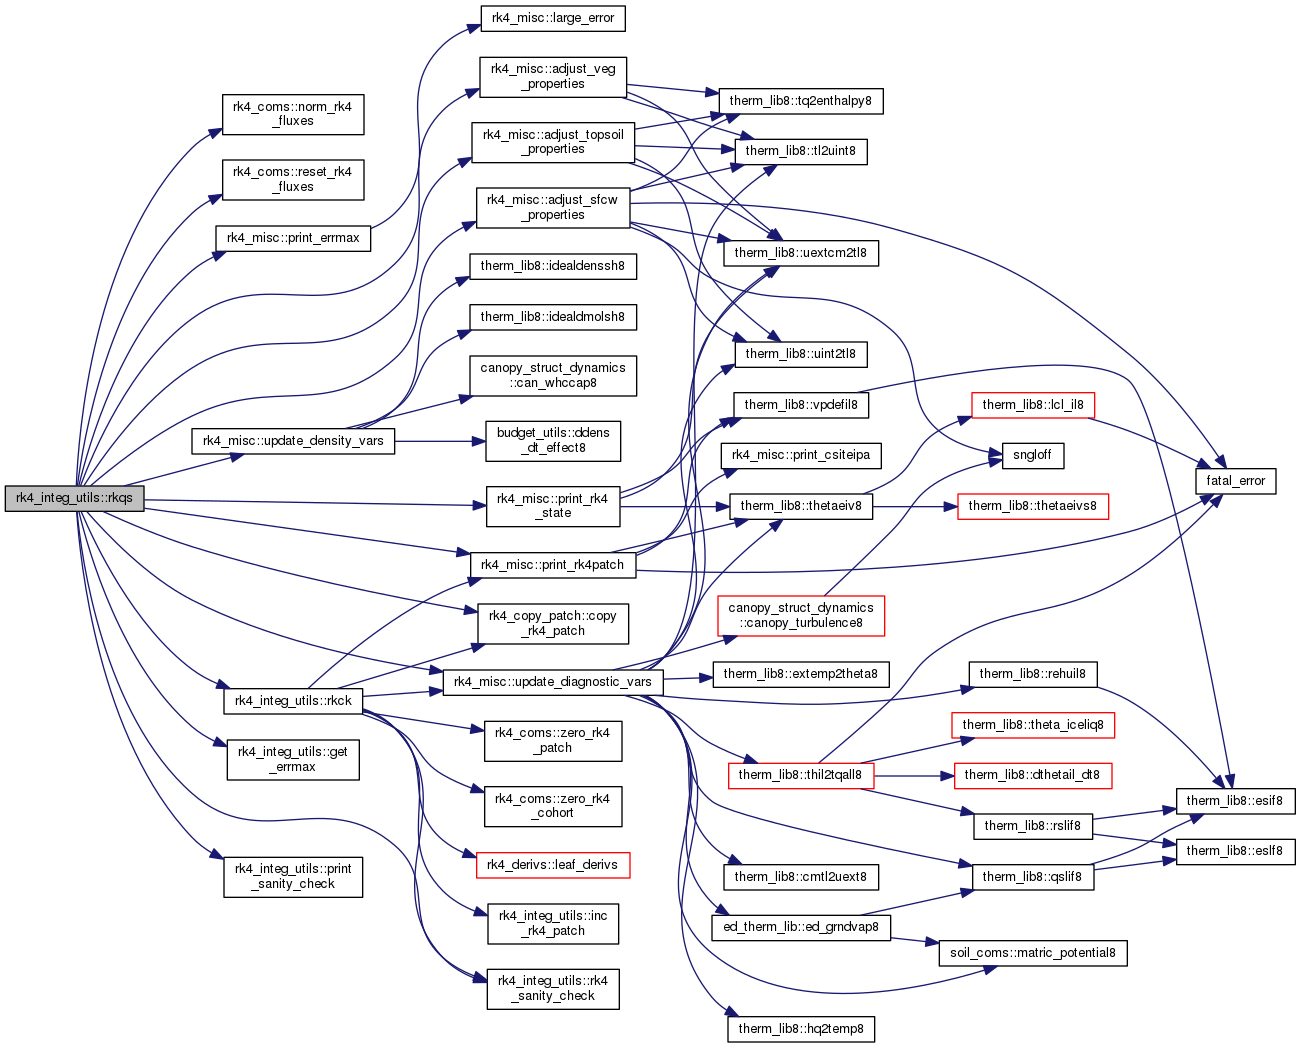 rk4_integ_utils::rkqs
rk4_coms::norm_rk4
_fluxes
rk4_coms::reset_rk4
_fluxes
rk4_misc::print_errmax
rk4_misc::update_density_vars
rk4_integ_utils::rkck
rk4_integ_utils::get
_errmax
rk4_integ_utils::print
_sanity_check
rk4_misc::large_error
rk4_misc::adjust_veg
_properties
rk4_misc::adjust_topsoil
_properties
rk4_misc::adjust_sfcw
_properties
therm_lib8::idealdenssh8
therm_lib8::idealdmolsh8
canopy_struct_dynamics
::can_whccap8
budget_utils::ddens
_dt_effect8
rk4_misc::print_rk4
_state
rk4_misc::print_rk4patch
rk4_copy_patch::copy
_rk4_patch
rk4_misc::update_diagnostic_vars
rk4_coms::zero_rk4
_patch
rk4_coms::zero_rk4
_cohort
rk4_derivs::leaf_derivs
rk4_integ_utils::inc
_rk4_patch
rk4_integ_utils::rk4
_sanity_check
therm_lib8::tq2enthalpy8
therm_lib8::tl2uint8
therm_lib8::uextcm2tl8
therm_lib8::uint2tl8
therm_lib8::vpdefil8
rk4_misc::print_csiteipa
therm_lib8::thetaeiv8
canopy_struct_dynamics
::canopy_turbulence8
therm_lib8::extemp2theta8
therm_lib8::thil2tqall8
therm_lib8::cmtl2uext8
ed_therm_lib::ed_grndvap8
therm_lib8::hq2temp8
therm_lib8::lcl_il8
sngloff
therm_lib8::thetaeivs8
therm_lib8::rehuil8
therm_lib8::theta_iceliq8
therm_lib8::dthetail_dt8
therm_lib8::rslif8
therm_lib8::qslif8
soil_coms::matric_potential8
fatal_error
therm_lib8::esif8
therm_lib8::eslf8